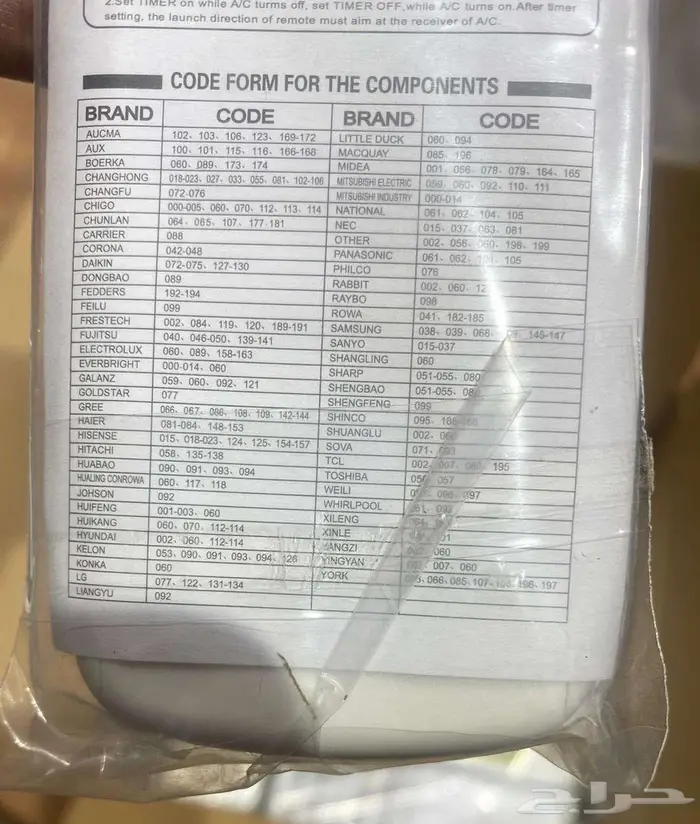 2.Set TIMER on while A/C turns off, set TIMER OFF,while A/C turns on.After timer
setting, the launch direction of remote must aim at the receiver of A/C.
CODE FORM FOR THE COMPONENTS
BRAND CODE BRAND CODE
AUCMA 102、103、106、123、169-172 LITTLE DUCK 060、094
AUX 100、101、115、116、166-168 MACQUAY 085、196
BOERKA 060、089、173、174 MIDEA 001、056、078、079、164、165
CHANGHONG 018-023、027、033、055、081、102-106 MITSUBISHI ELECTRIC 059、060、092、110、111
CHANGFU 072-076 MITSUBISHI INDUSTRY 000-014
CHIGO 000-005、060、070、112、113、114 NATIONAL 061、062、104、105
CHUNLAN 064、065、107、177-181 NEC 015、037、063、081
CARRIER 088 OTHER 002、056、060、198、199
CORONA 042-048 PANASONIC 061、062、105
DAIKIN 072-075、127-130 PHILCO 076
DONGBAO 089 RABBIT 002、060、
FEDDERS 192-194 RAYBO 098
FEILU 099 ROWA 041、182-185
FRESTECH 002、084、119、120、189-191 SAMSUNG 038、039、068、 145-147
FUJITSU 040、046-050、139-141 SANYO 015-037
ELECTROLUX 060、089、158-163 SHANGLING 060
EVERBRIGHT 000-014、060 SHARP 051-055、080
GALANZ 059、060、092、121 SHENGBAO 051-055、
GOLDSTAR 077 SHENGFENG 099
GREE 066、067、086、108、109、142-144 SHINCO 095、
HAIER 081-084、148-153 SHUANGLU 002、
HISENSE 015、018-023、124、125、154-157 SOVA 071、
HITACHI 058、135-138 TCL 002、007、 195
HUABAO 090、091、093、094 TOSHIBA 057
HUALING CONROWA 060、117、118 WEILI 097
JOHSON 092 WHIRLPOOL
HUIFENG 001-003、060 XILENG
HUIKANG 060、070、112-114 XINLE
HYUNDAI 002、060、112-114 YANGZI 060
KELON 053、090、091、093、094、126 YINGYAN 007、060
KONKA 060 YORK 066、085、107、 196、197
LG 077、122、131-134
LIANGYU 092
حراج